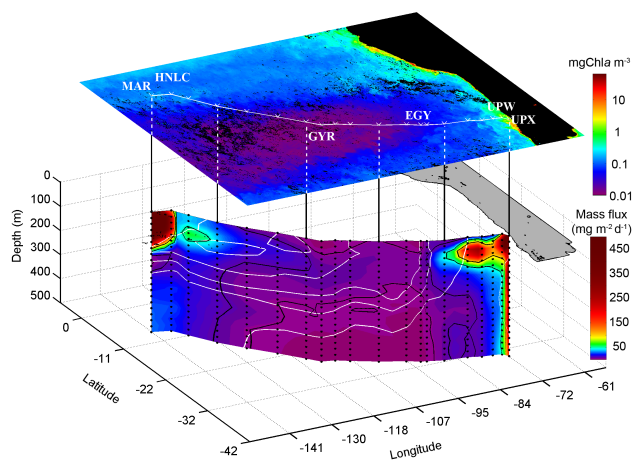 mgChla m⁻³
10
1
0.1
0.01
MAR
HNLC
GYR
EGY
UPW
UPX
Mass flux
(mg m⁻² d⁻¹)
450
350
250
150
50
Depth (m)
0
100
200
300
400
500
Latitude
0
-11
-22
-32
-42
Longitude
-141
-130
-118
-107
-95
-84
-72
-61